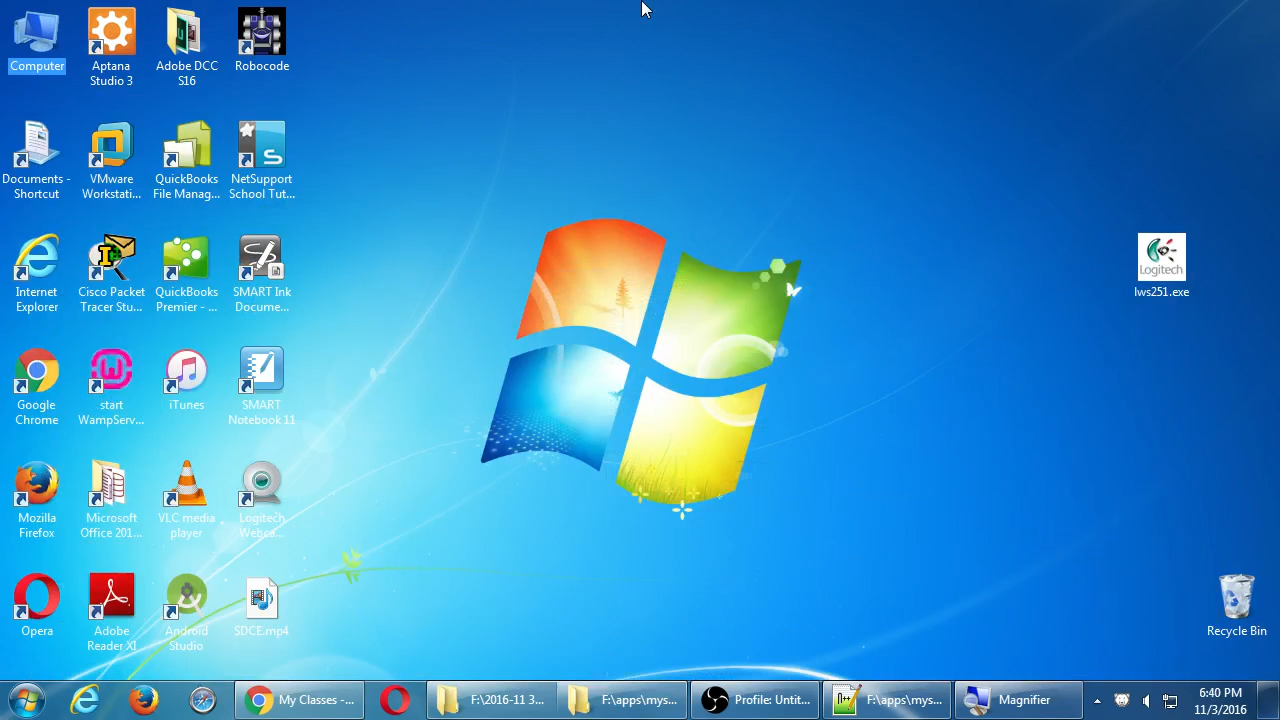 Computer
Aptana
Studio 3
Adobe DCC
S16
Robocode
Documents -
Shortcut
VMware
Workstati...
QuickBooks
File Manag...
NetSupport
School Tut...
S
Internet
Explorer
Cisco Packet
Tracer Stu...
QuickBooks
Premier - ...
SMART Ink
Docume...
Logitech
lws251.exe
Google
Chrome
start
WampServ...
iTunes
SMART
Notebook 11
Mozilla
Firefox
Microsoft
Office 201...
VLC media
player
Logitech
Webca...
Opera
Adobe
Reader XI
Android
Studio
SDCE.mp4
Recycle Bin
My Classes -...
F:\2016-11 3...
F:\apps\mys...
Profile: Untit...
F:\apps\mys...
Magnifier
6:40 PM
11/3/2016